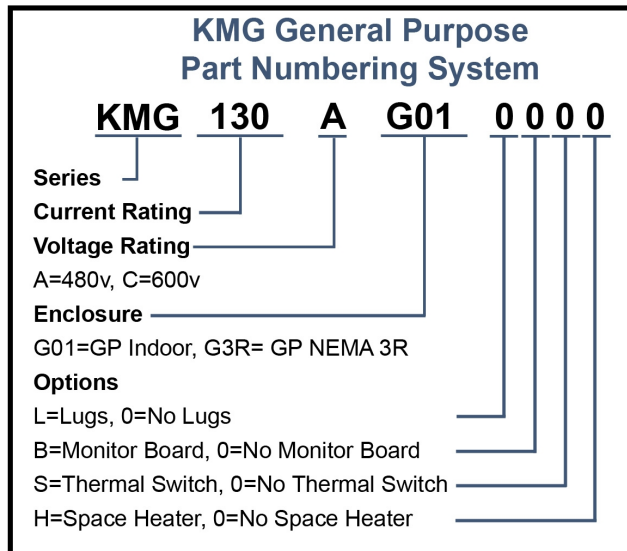 KMG General Purpose
Part Numbering System
KMG 130 A G01 0 0 0 0
Series
Current Rating
Voltage Rating
A=480v, C=600v
Enclosure
G01=GP Indoor, G3R= GP NEMA 3R
Options
L=Lugs, 0=No Lugs
B=Monitor Board, 0=No Monitor Board
S=Thermal Switch, 0=No Thermal Switch
H=Space Heater, 0=No Space Heater